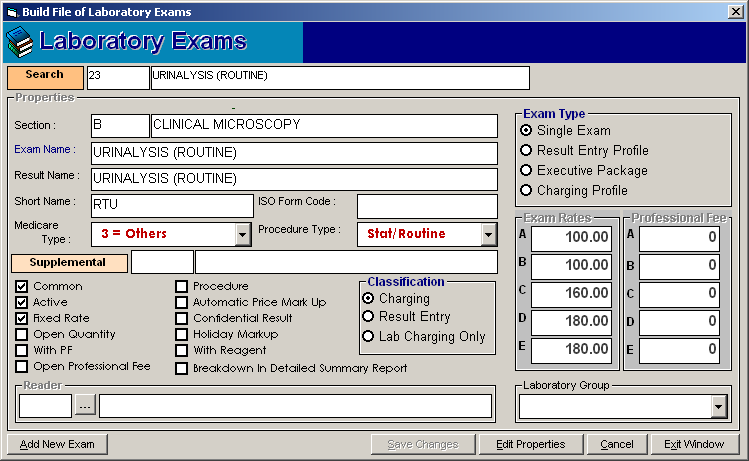 Build File of Laboratory Exams
Laboratory Exams
Search 23 URINALYSIS (ROUTINE)
Properties
Section : B CLINICAL MICROSCOPY
Exam Name : URINALYSIS (ROUTINE)
Result Name : URINALYSIS (ROUTINE)
Short Name : RTU ISO Form Code :
Medicare Type : 3 = Others Procedure Type : Stat/Routine
Supplemental
Common
Active
Fixed Rate
Open Quantity
With PF
Open Professional Fee
Procedure
Automatic Price Mark Up
Confidential Result
Holiday Markup
With Reagent
Breakdown In Detailed Summary Report
Classification
Charging
Result Entry
Lab Charging Only
Exam Type
Single Exam
Result Entry Profile
Executive Package
Charging Profile
Exam Rates
A 100.00
B 100.00
C 160.00
D 180.00
E 180.00
Professional Fee
A 0
B 0
C 0
D 0
E 0
Reader
...
Laboratory Group
Add New Exam Save Changes Edit Properties Cancel Exit Window